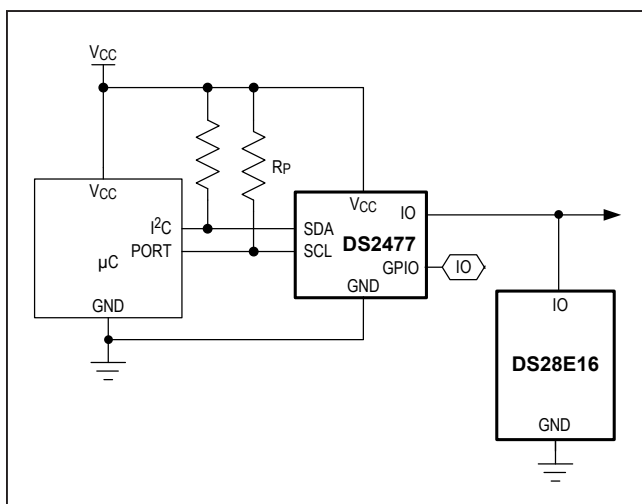 VCC
RP
VCC
I²C
PORT
µC
GND
VCC
IO
SDA
SCL
DS2477
GPIO
IO
GND
IO
DS28E16
GND